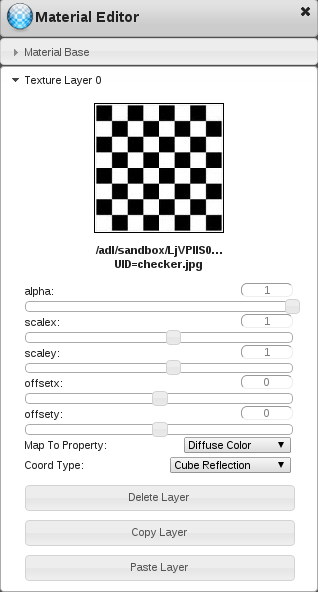 Material Editor
Material Base
Texture Layer 0
/adl/sandbox/LjVPIIS0...
UID=checker.jpg
alpha: 1
scalex: 1
scaley: 1
offsetx: 0
offsety: 0
Map To Property: Diffuse Color
Coord Type: Cube Reflection
Delete Layer
Copy Layer
Paste Layer